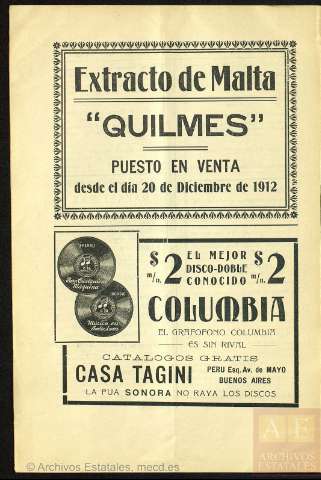 Extracto de Malta
"QUILMES"
PUESTO EN VENTA
desde el día 20 de Diciembre de 1912
$2 m/n.
EL MEJOR
DISCO-DOBLE
CONOCIDO
$2 m/n.
COLUMBIA
EL GRAFOFONO COLUMBIA
ES SIN RIVAL
CATALOGOS GRATIS
CASA TAGINI
PERU Esq. Av. de MAYO
BUENOS AIRES
LA PUA SONORA NO RAYA LOS DISCOS
AE
ARCHIVOS
ESTATALES
© Archivos Estatales, mecd.es